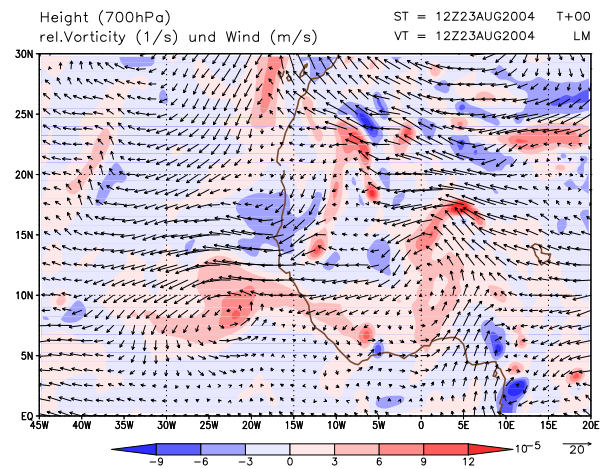 Height (700hPa) ST = 12Z23AUG2004 T+00
rel.Vorticity (1/s) und Wind (m/s) VT = 12Z23AUG2004 LM
30N
25N
20N
15N
10N
5N
EQ
45W 40W 35W 30W 25W 20W 15W 10W 5W 0 5E 10E 15E 20E
-9 -6 -3 0 3 6 9 12 10⁻⁵ 20